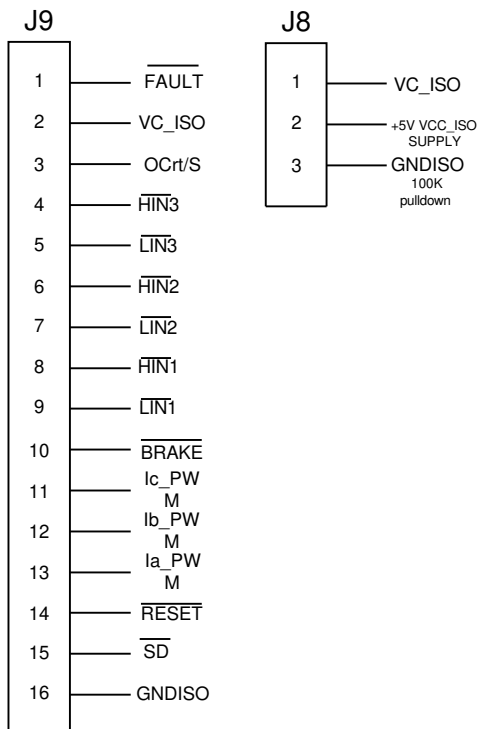 J9
1 FAULT
2 VC_ISO
3 OCrt/S
4 HIN3
5 LIN3
6 HIN2
7 LIN2
8 HIN1
9 LIN1
10 BRAKE
11 Ic_PW
M
12 Ib_PW
M
13 Ia_PW
M
14 RESET
15 SD
16 GNDISO
J8
1 VC_ISO
2 +5V VCC_ISO
SUPPLY
3 GNDISO
100K
pulldown